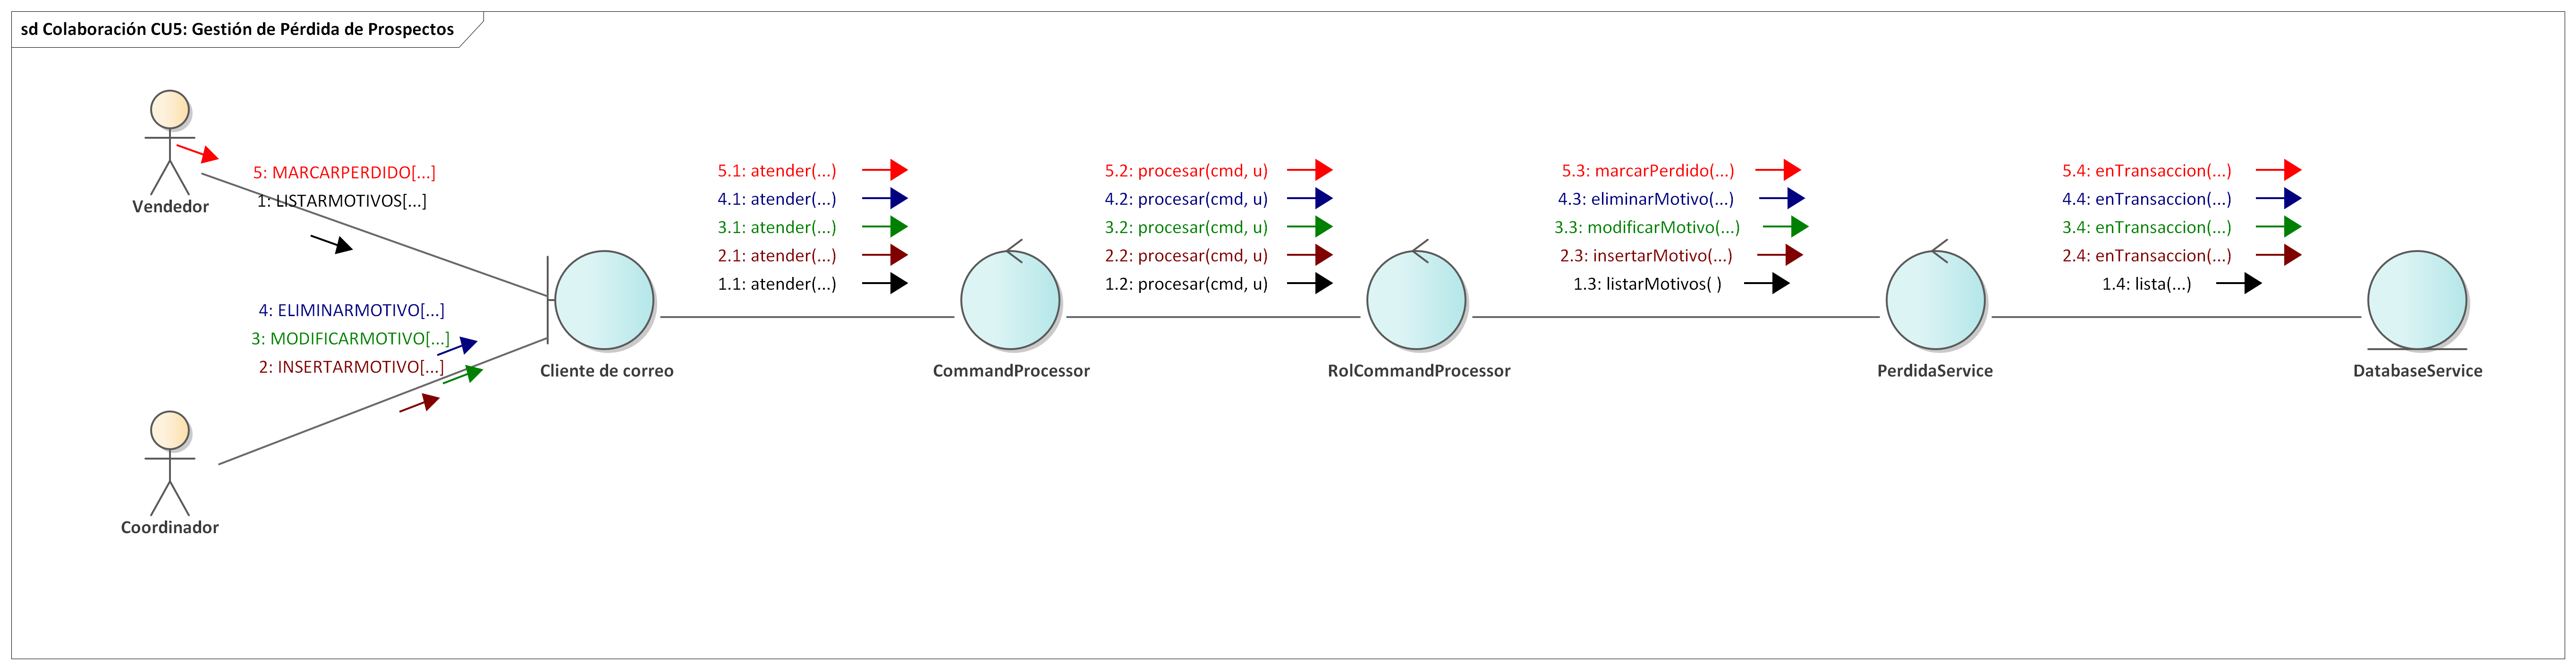 sd Colaboración CU5: Gestión de Pérdida de Prospectos
5: MARCARPERDIDO[...]
1: LISTARMOTIVOS[...]
Vendedor
4: ELIMINARMOTIVO[...]
3: MODIFICARMOTIVO[...]
2: INSERTARMOTIVO[...]
Coordinador
Cliente de correo
5.1: atender(...)
4.1: atender(...)
3.1: atender(...)
2.1: atender(...)
1.1: atender(...)
CommandProcessor
5.2: procesar(cmd, u)
4.2: procesar(cmd, u)
3.2: procesar(cmd, u)
2.2: procesar(cmd, u)
1.2: procesar(cmd, u)
RolCommandProcessor
5.3: marcarPerdido(...)
4.3: eliminarMotivo(...)
3.3: modificarMotivo(...)
2.3: insertarMotivo(...)
1.3: listarMotivos( )
PerdidaService
5.4: enTransaccion(...)
4.4: enTransaccion(...)
3.4: enTransaccion(...)
2.4: enTransaccion(...)
1.4: lista(...)
DatabaseService